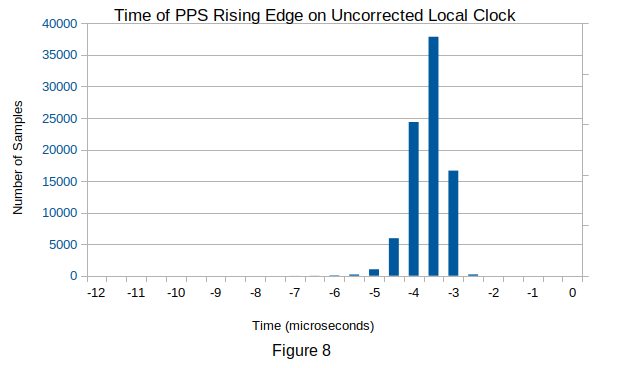 Time of PPS Rising Edge on Uncorrected Local Clock
40000
35000
30000
25000
20000
15000
10000
5000
0
Number of Samples
-12 -11 -10 -9 -8 -7 -6 -5 -4 -3 -2 -1 0
Time (microseconds)
Figure 8